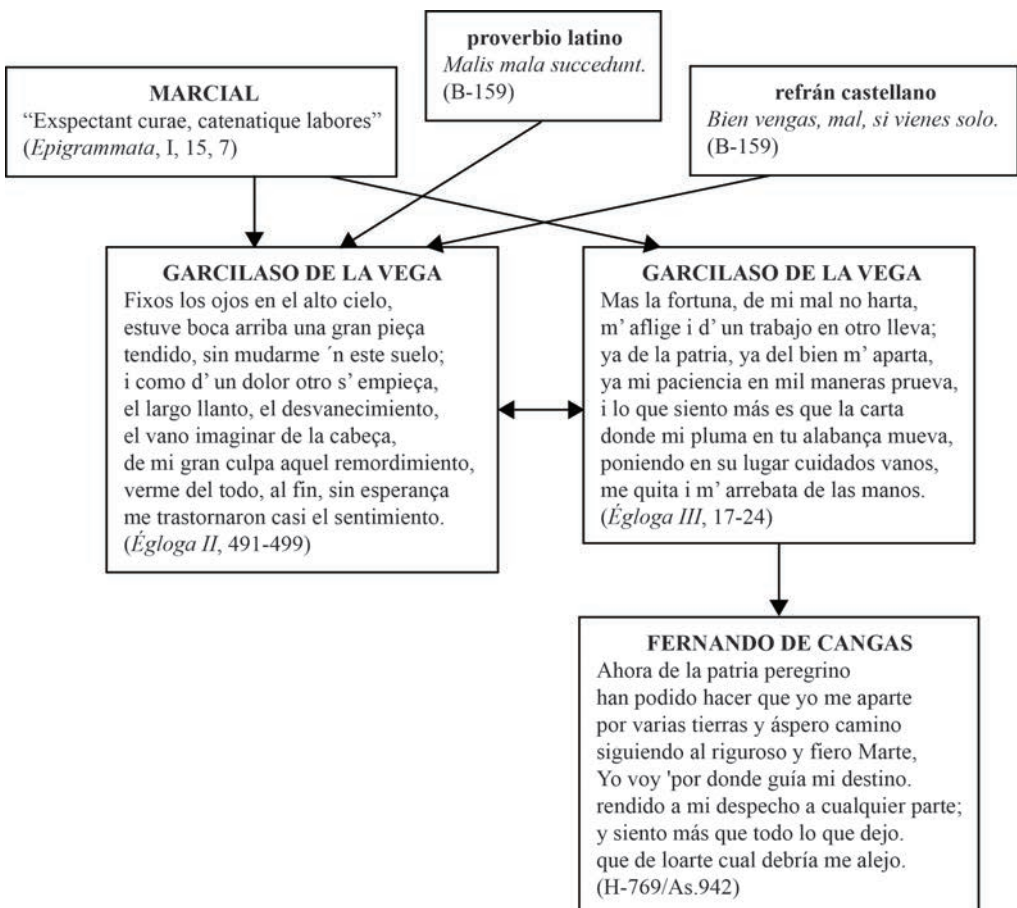 proverbio latino
Malis mala succedunt.
(B-159)
MARCIAL
“Exspectant curae, catenatique labores”
(Epigrammata, I, 15, 7)
refrán castellano
Bien vengas, mal, si vienes solo.
(B-159)
GARCILASO DE LA VEGA
Fixos los ojos en el alto cielo,
estuve boca arriba una gran pieça
tendido, sin mudarme ´n este suelo;
i como d’ un dolor otro s’ empieça,
el largo llanto, el desvanecimiento,
el vano imaginar de la cabeça,
de mi gran culpa aquel remordimiento,
verme del todo, al fin, sin esperança
me trastornaron casi el sentimiento.
(Égloga II, 491-499)
GARCILASO DE LA VEGA
Mas la fortuna, de mi mal no harta,
m’ aflige i d’ un trabajo en otro lleva;
ya de la patria, ya del bien m’ aparta,
ya mi paciencia en mil maneras prueva,
i lo que siento más es que la carta
donde mi pluma en tu alabança mueva,
poniendo en su lugar cuidados vanos,
me quita i m’ arrebata de las manos.
(Égloga III, 17-24)
FERNANDO DE CANGAS
Ahora de la patria peregrino
han podido hacer que yo me aparte
por varias tierras y áspero camino
siguiendo al riguroso y fiero Marte,
Yo voy 'por donde guía mi destino.
rendido a mi despecho a cualquier parte;
y siento más que todo lo que dejo.
que de loarte cual debría me alejo.
(H-769/As.942)